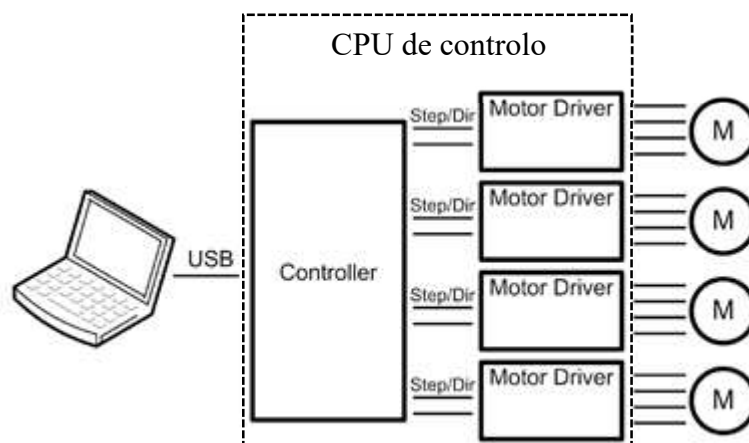 CPU de controlo
Step/Dir
Motor Driver
M
Step/Dir
Motor Driver
M
USB
Controller
Step/Dir
Motor Driver
M
Step/Dir
Motor Driver
M